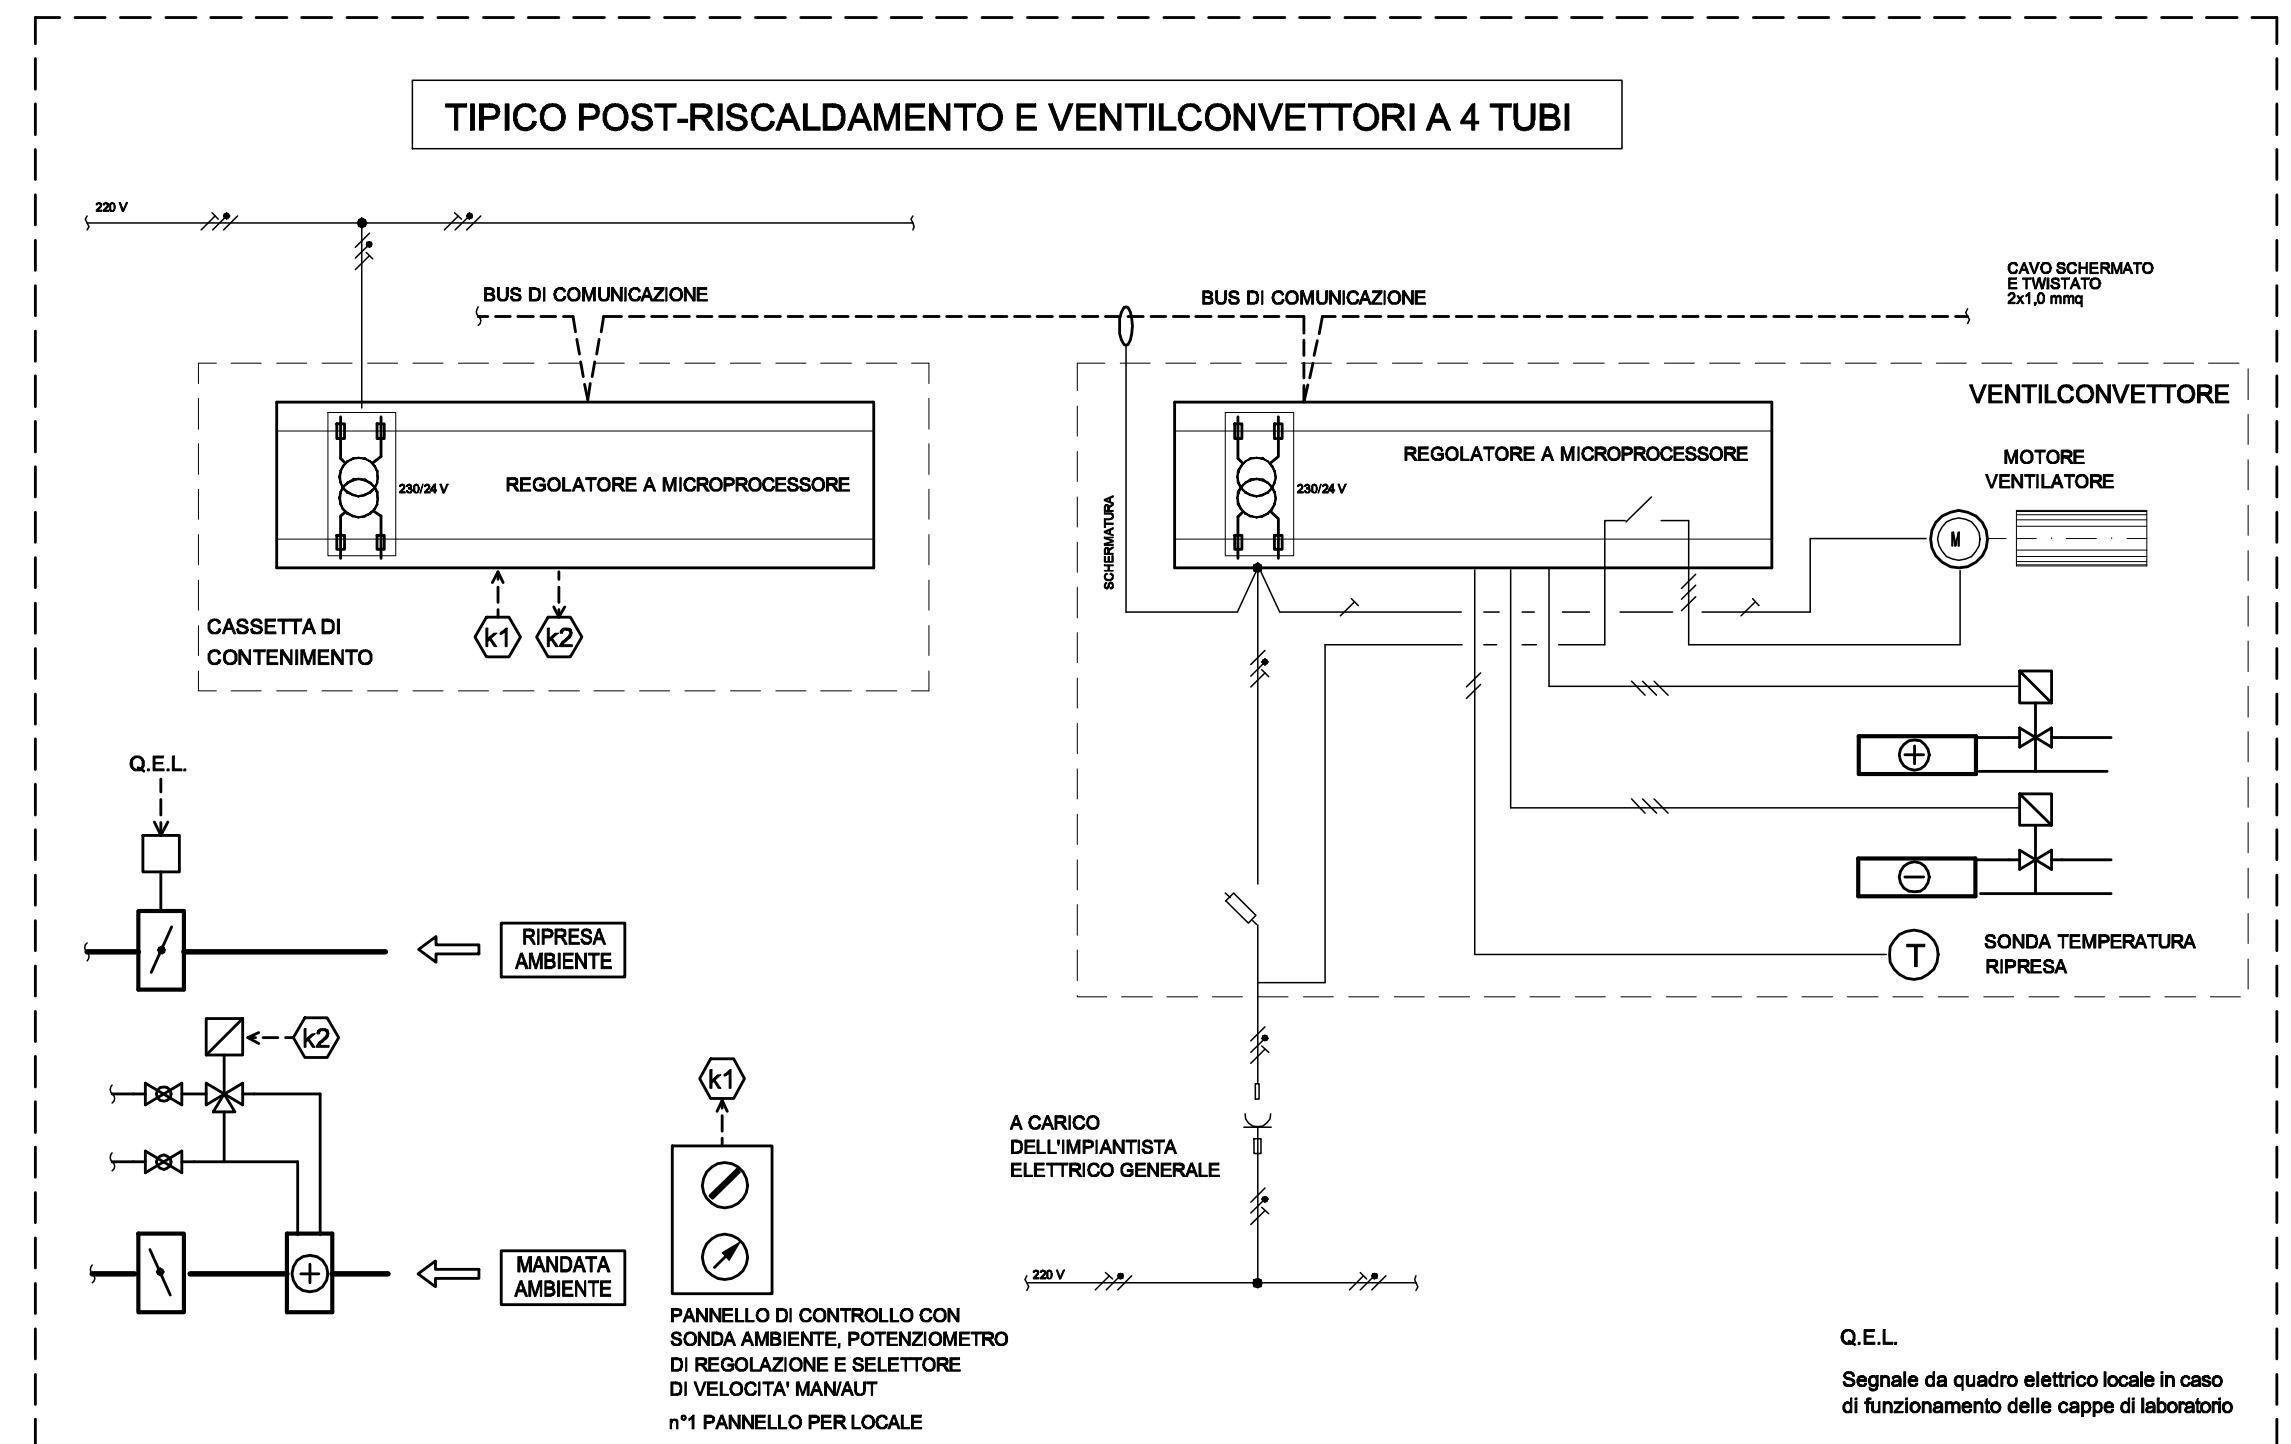 TIPICO POST-RISCALDAMENTO E VENTILCONVETTORI A 4 TUBI
220 V
BUS DI COMUNICAZIONE
BUS DI COMUNICAZIONE
CAVO SCHERMATO
E TWISTATO
2x1,0 mmq
230/24 V
REGOLATORE A MICROPROCESSORE
CASSETTA DI
CONTENIMENTO
k1
k2
SCHERMATURA
230/24 V
REGOLATORE A MICROPROCESSORE
VENTILCONVETTORE
MOTORE
VENTILATORE
M
SONDA TEMPERATURA
RIPRESA
T
Q.E.L.
RIPRESA
AMBIENTE
k2
MANDATA
AMBIENTE
k1
PANNELLO DI CONTROLLO CON
SONDA AMBIENTE, POTENZIOMETRO
DI REGOLAZIONE E SELETTORE
DI VELOCITA' MAN/AUT
n°1 PANNELLO PER LOCALE
A CARICO
DELL'IMPIANTISTA
ELETTRICO GENERALE
220 V
Q.E.L.
Segnale da quadro elettrico locale in caso
di funzionamento delle cappe di laboratorio